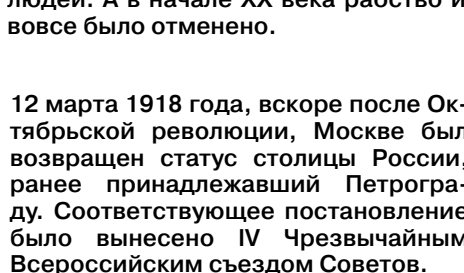 людей. А в начале XX века рабство и
вовсе было отменено.
12 марта 1918 года, вскоре после Ок-
тябрьской революции, Москве был
возвращен статус столицы России,
ранее принадлежавший Петрогра-
ду. Соответствующее постановление
было вынесено IV Чрезвычайным
Всероссийским съездом Советов.